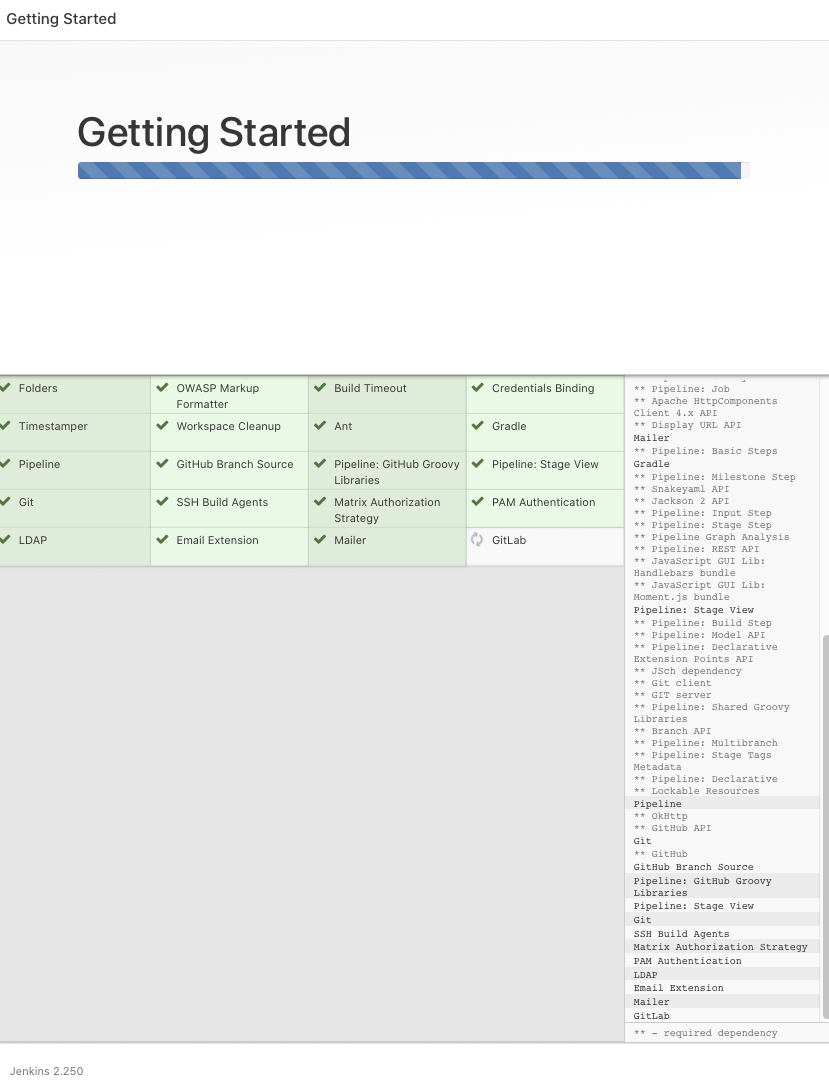 Getting Started
Getting Started
Folders
OWASP Markup
Formatter
Build Timeout
Credentials Binding
Timestamper
Workspace Cleanup
Ant
Gradle
Pipeline
GitHub Branch Source
Pipeline: GitHub Groovy
Libraries
Pipeline: Stage View
Git
SSH Build Agents
Matrix Authorization
Strategy
PAM Authentication
LDAP
Email Extension
Mailer
GitLab
** Pipeline: Job
** Apache HttpComponents
Client 4.x API
** Display URL API
Mailer
** Pipeline: Basic Steps
Gradle
** Pipeline: Milestone Step
** Snakeyaml API
** Jackson 2 API
** Pipeline: Input Step
** Pipeline: Stage Step
** Pipeline Graph Analysis
** Pipeline: REST API
** JavaScript GUI Lib:
Handlebars bundle
** JavaScript GUI Lib:
Moment.js bundle
Pipeline: Stage View
** Pipeline: Build Step
** Pipeline: Model API
** Pipeline: Declarative
Extension Points API
** JSch dependency
** Git client
** GIT server
** Pipeline: Shared Groovy
Libraries
** Branch API
** Pipeline: Multibranch
** Pipeline: Stage Tags
Metadata
** Pipeline: Declarative
** Lockable Resources
Pipeline
** OkHttp
** GitHub API
Git
** GitHub
GitHub Branch Source
Pipeline: GitHub Groovy
Libraries
Pipeline: Stage View
Git
SSH Build Agents
Matrix Authorization Strategy
PAM Authentication
LDAP
Email Extension
Mailer
GitLab
** - required dependency
Jenkins 2.250